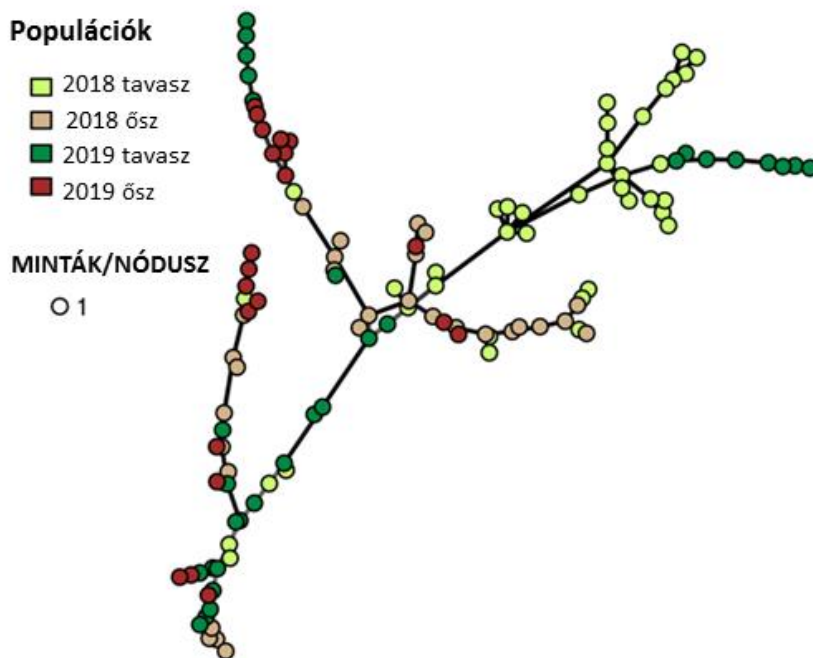 Populációk
2018 tavasz
2018 ősz
2019 tavasz
2019 ősz
MINTÁK/NÓDUSZ
1